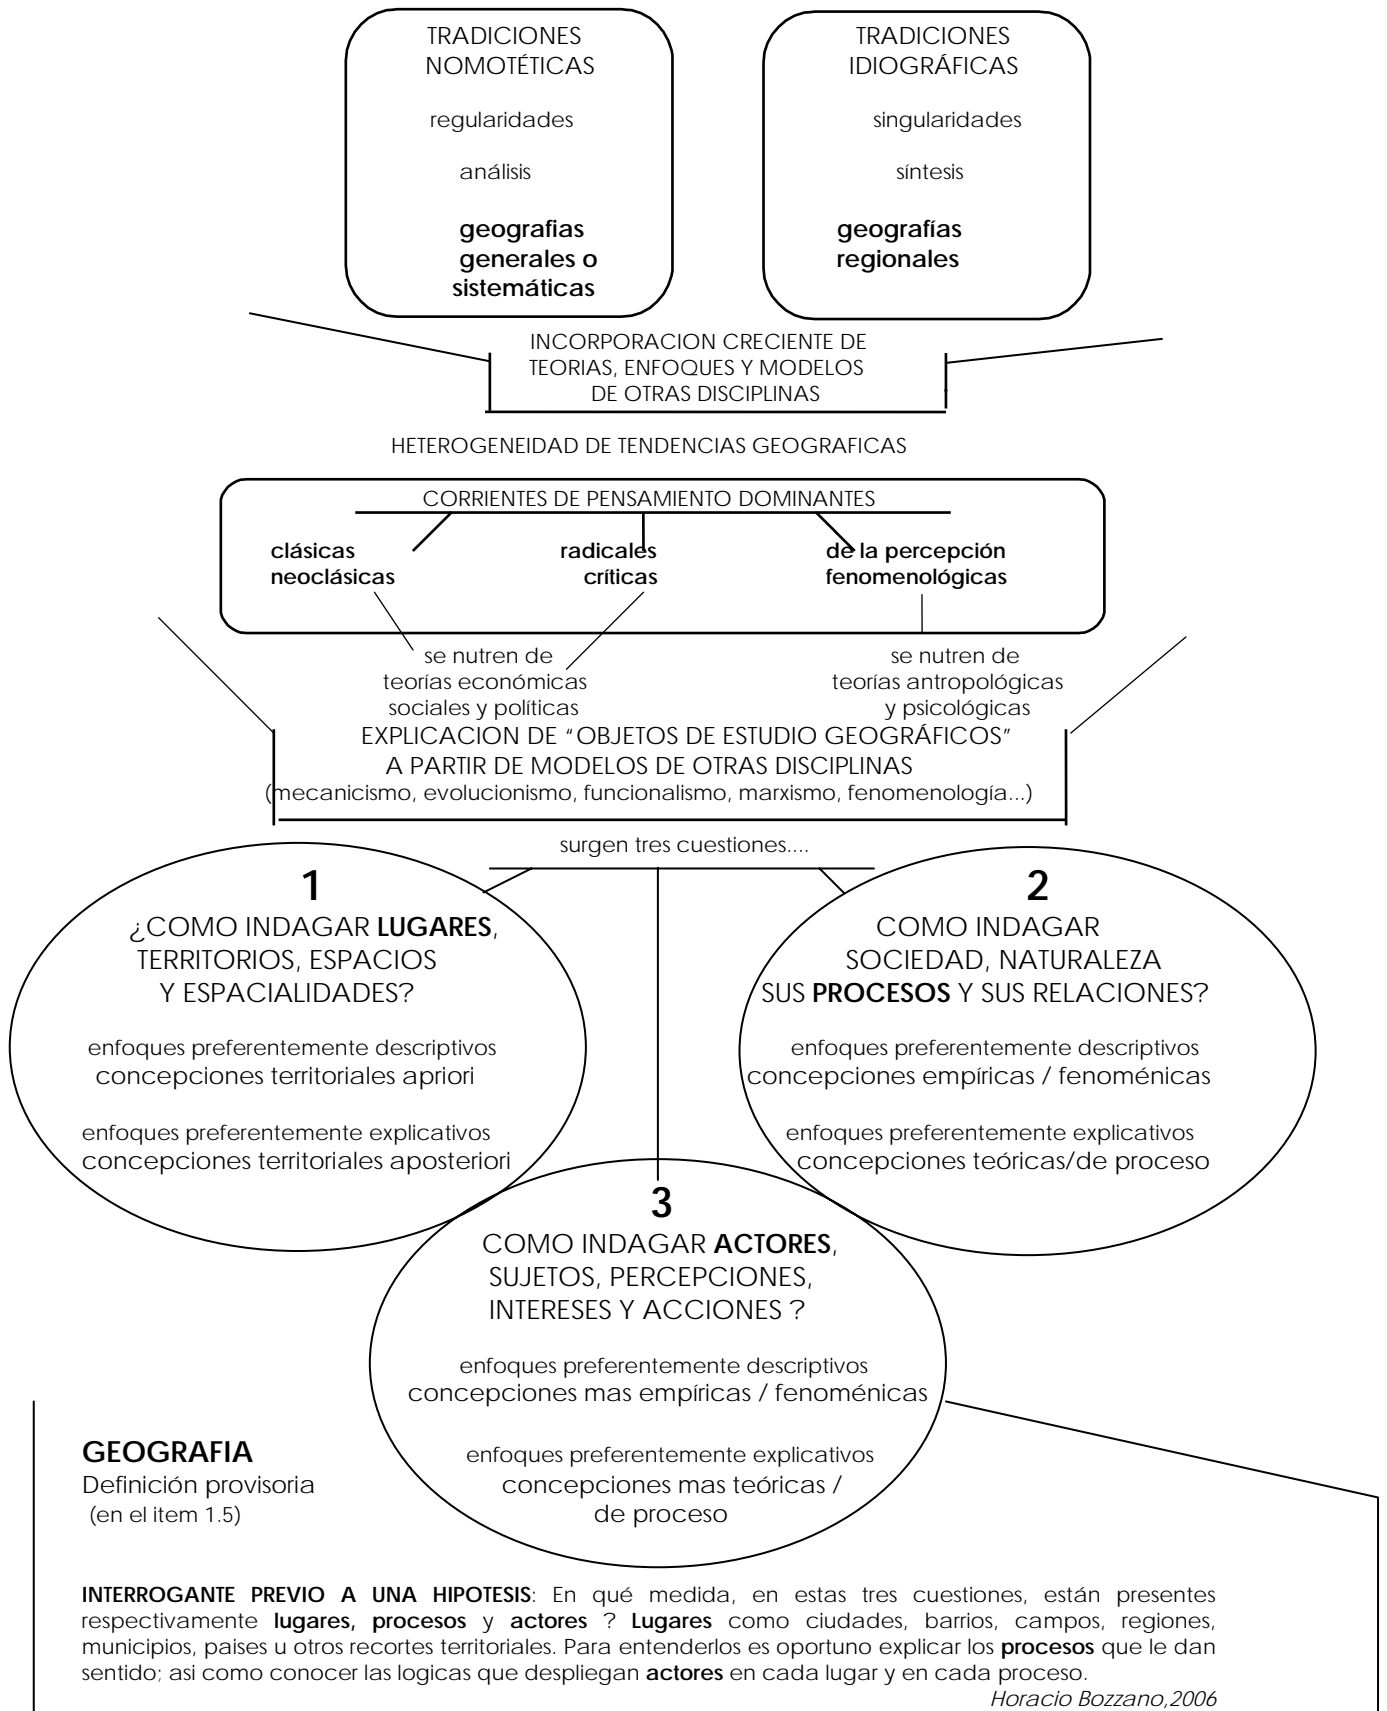 TRADICIONES
NOMOTÉTICAS
regularidades
análisis
geografias
generales o
sistemáticas
TRADICIONES
IDIOGRÁFICAS
singularidades
síntesis
geografías
regionales
INCORPORACION CRECIENTE DE
TEORIAS, ENFOQUES Y MODELOS
DE OTRAS DISCIPLINAS
HETEROGENEIDAD DE TENDENCIAS GEOGRAFICAS
CORRIENTES DE PENSAMIENTO DOMINANTES
clásicas
neoclásicas
radicales
críticas
de la percepción
fenomenológicas
se nutren de
teorías económicas
sociales y políticas
se nutren de
teorías antropológicas
y psicológicas
EXPLICACION DE “OBJETOS DE ESTUDIO GEOGRÁFICOS”
A PARTIR DE MODELOS DE OTRAS DISCIPLINAS
(mecanicismo, evolucionismo, funcionalismo, marxismo, fenomenología...)
surgen tres cuestiones....
1
¿COMO INDAGAR LUGARES,
TERRITORIOS, ESPACIOS
Y ESPACIALIDADES?
enfoques preferentemente descriptivos
concepciones territoriales apriori
enfoques preferentemente explicativos
concepciones territoriales aposteriori
2
COMO INDAGAR
SOCIEDAD, NATURALEZA
SUS PROCESOS Y SUS RELACIONES?
enfoques preferentemente descriptivos
concepciones empíricas / fenoménicas
enfoques preferentemente explicativos
concepciones teóricas/de proceso
3
COMO INDAGAR ACTORES,
SUJETOS, PERCEPCIONES,
INTERESES Y ACCIONES ?
enfoques preferentemente descriptivos
concepciones mas empíricas / fenoménicas
enfoques preferentemente explicativos
concepciones mas teóricas /
de proceso
GEOGRAFIA
Definición provisoria
(en el item 1.5)
INTERROGANTE PREVIO A UNA HIPOTESIS: En qué medida, en estas tres cuestiones, están presentes
respectivamente lugares, procesos y actores ? Lugares como ciudades, barrios, campos, regiones,
municipios, paises u otros recortes territoriales. Para entenderlos es oportuno explicar los procesos que le dan
sentido; asi como conocer las logicas que despliegan actores en cada lugar y en cada proceso.
Horacio Bozzano,2006